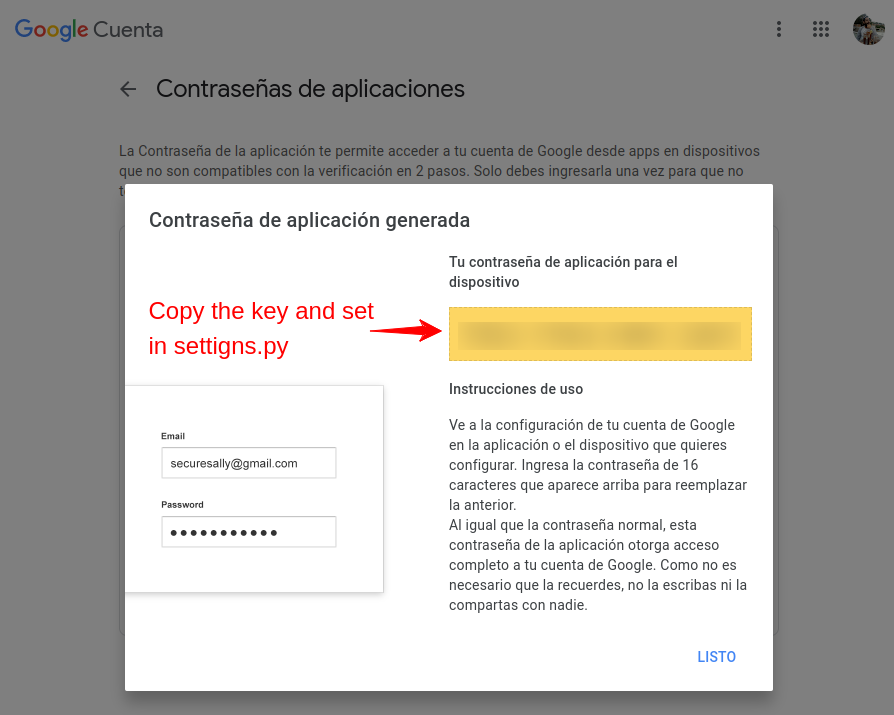 Google Cuenta
Contraseñas de aplicaciones
La Contraseña de la aplicación te permite acceder a tu cuenta de Google desde apps en dispositivos
que no son compatibles con la verificación en 2 pasos. Solo debes ingresarla una vez para que no
Contraseña de aplicación generada
Tu contraseña de aplicación para el
dispositivo
Copy the key and set
in settigns.py
Email
securesally@gmail.com
Password
Instrucciones de uso
Ve a la configuración de tu cuenta de Google
en la aplicación o el dispositivo que quieres
configurar. Ingresa la contraseña de 16
caracteres que aparece arriba para reemplazar
la anterior.
Al igual que la contraseña normal, esta
contraseña de la aplicación otorga acceso
completo a tu cuenta de Google. Como no es
necesario que la recuerdes, no la escribas ni la
compartas con nadie.
LISTO